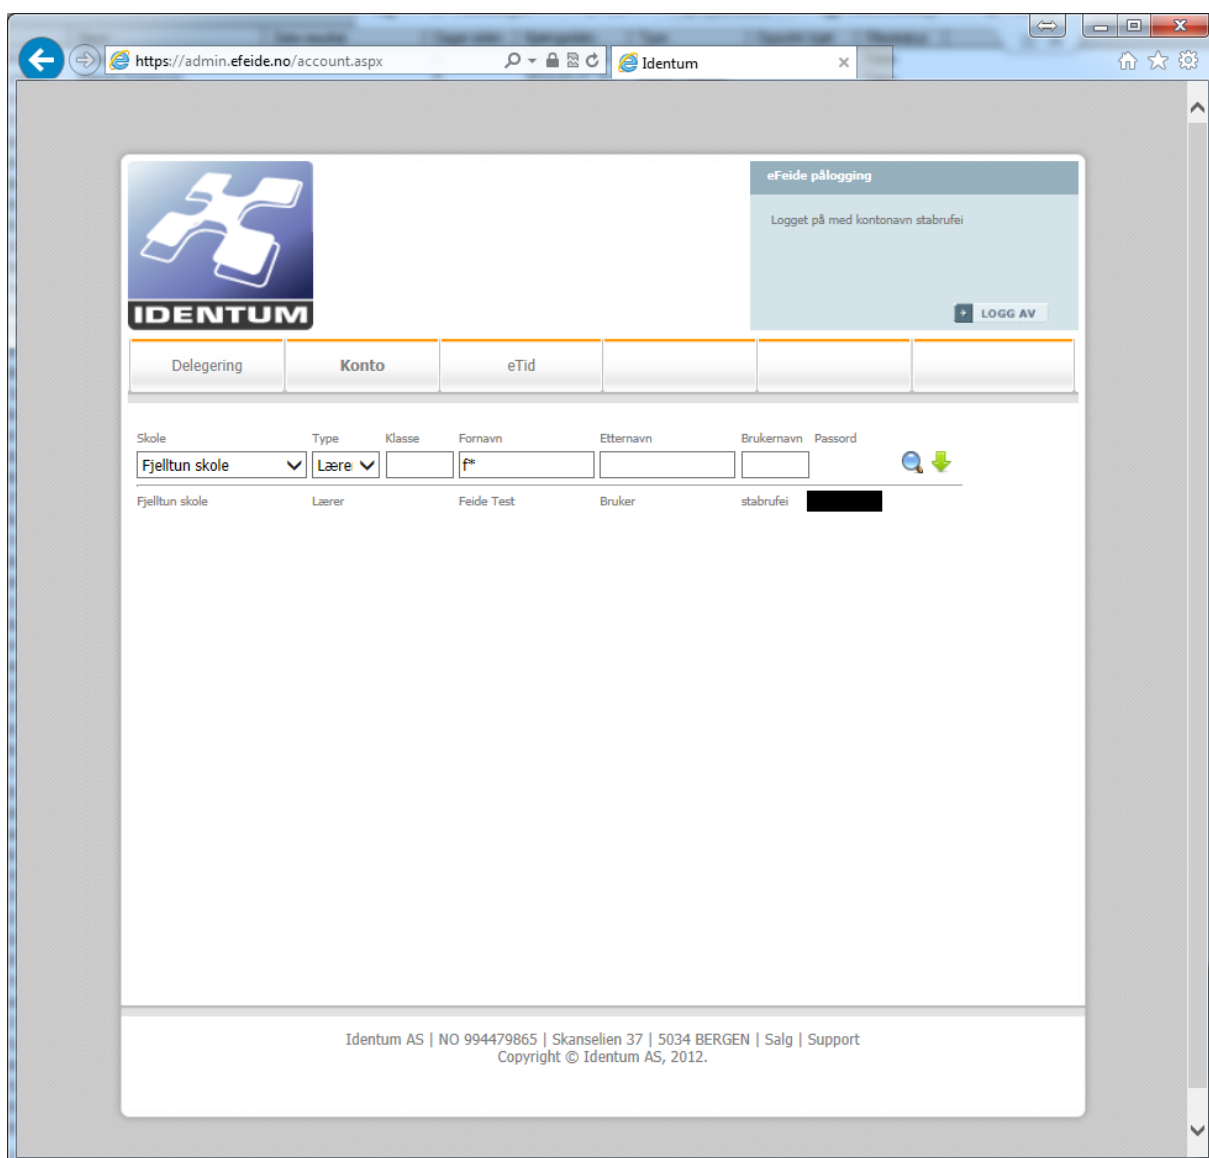 https://admin.efeide.no/account.aspx
Identum
eFeide pålogging
Logget på med kontonavn stabrufei
IDENTUM
LOGG AV
Delegering Konto eTid
Skole Type Klasse Fornavn Etternavn Brukernavn Passord
Fjelltun skole Lærer f*
Fjelltun skole Lærer Feide Test Bruker stabrufei
Identum AS | NO 994479865 | Skanselien 37 | 5034 BERGEN | Salg | Support
Copyright © Identum AS, 2012.